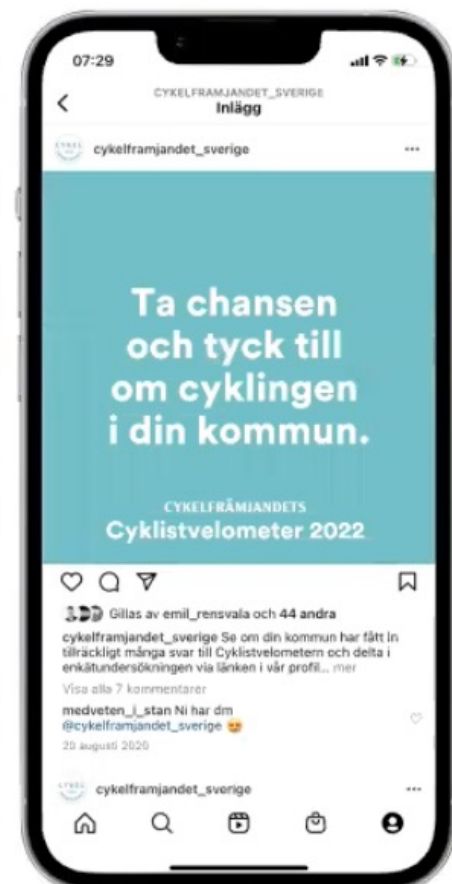 07:29
CYKELFRAMJANDET_SVERIGE
Inlägg
CYKEL
cykelframjandet_sverige
Ta chansen
och tyck till
om cyklingen
i din kommun.
CYKELFRÄMJANDETS
Cyklistvelometer 2022
Gillas av emil_rensvala och 44 andra
cykelframjandet_sverige Se om din kommun har fått in
tillräckligt många svar till Cyklistvelometern och delta i
enkätundersökningen via länken i vår profil... mer
Visa alla 7 kommentarer
medveten_i_stan Ni har dm
@cykelframjandet_sverige 😍
20 augusti 2020
CYKEL
cykelframjandet_sverige